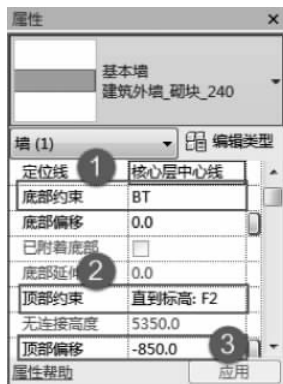 属性 ×
基本墙
建筑外墙_砌块_240
墙 (1) 编辑类型
定位线 1 核心层中心线
底部约束 BT
底部偏移 0.0
已附着底部
底部延伸 2 0.0
顶部约束 直到标高: F2
无连接高度 5350.0
顶部偏移 -850.0 3
属性帮助 应用